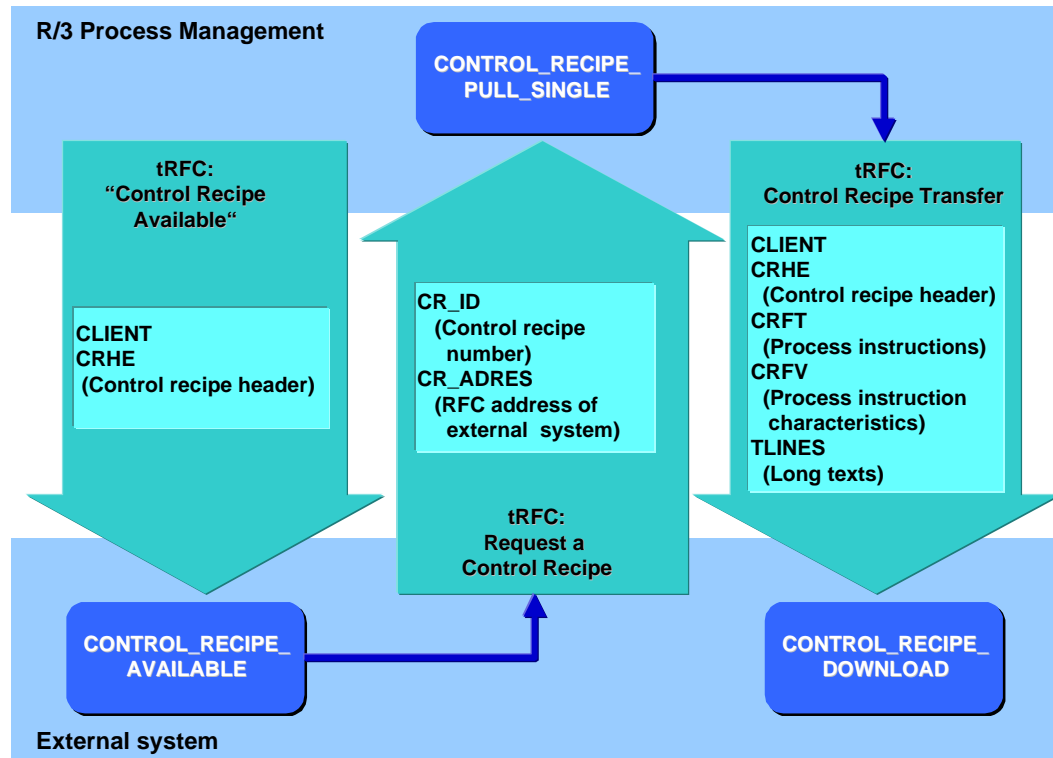 R/3 Process Management
CONTROL_RECIPE_
PULL_SINGLE
tRFC:
“Control Recipe
Available“
CLIENT
CRHE
(Control recipe header)
CR_ID
(Control recipe
number)
CR_ADRES
(RFC address of
external system)
tRFC:
Request a
Control Recipe
tRFC:
Control Recipe Transfer
CLIENT
CRHE
(Control recipe header)
CRFT
(Process instructions)
CRFV
(Process instruction
characteristics)
TLINES
(Long texts)
CONTROL_RECIPE_
AVAILABLE
CONTROL_RECIPE_
DOWNLOAD
External system